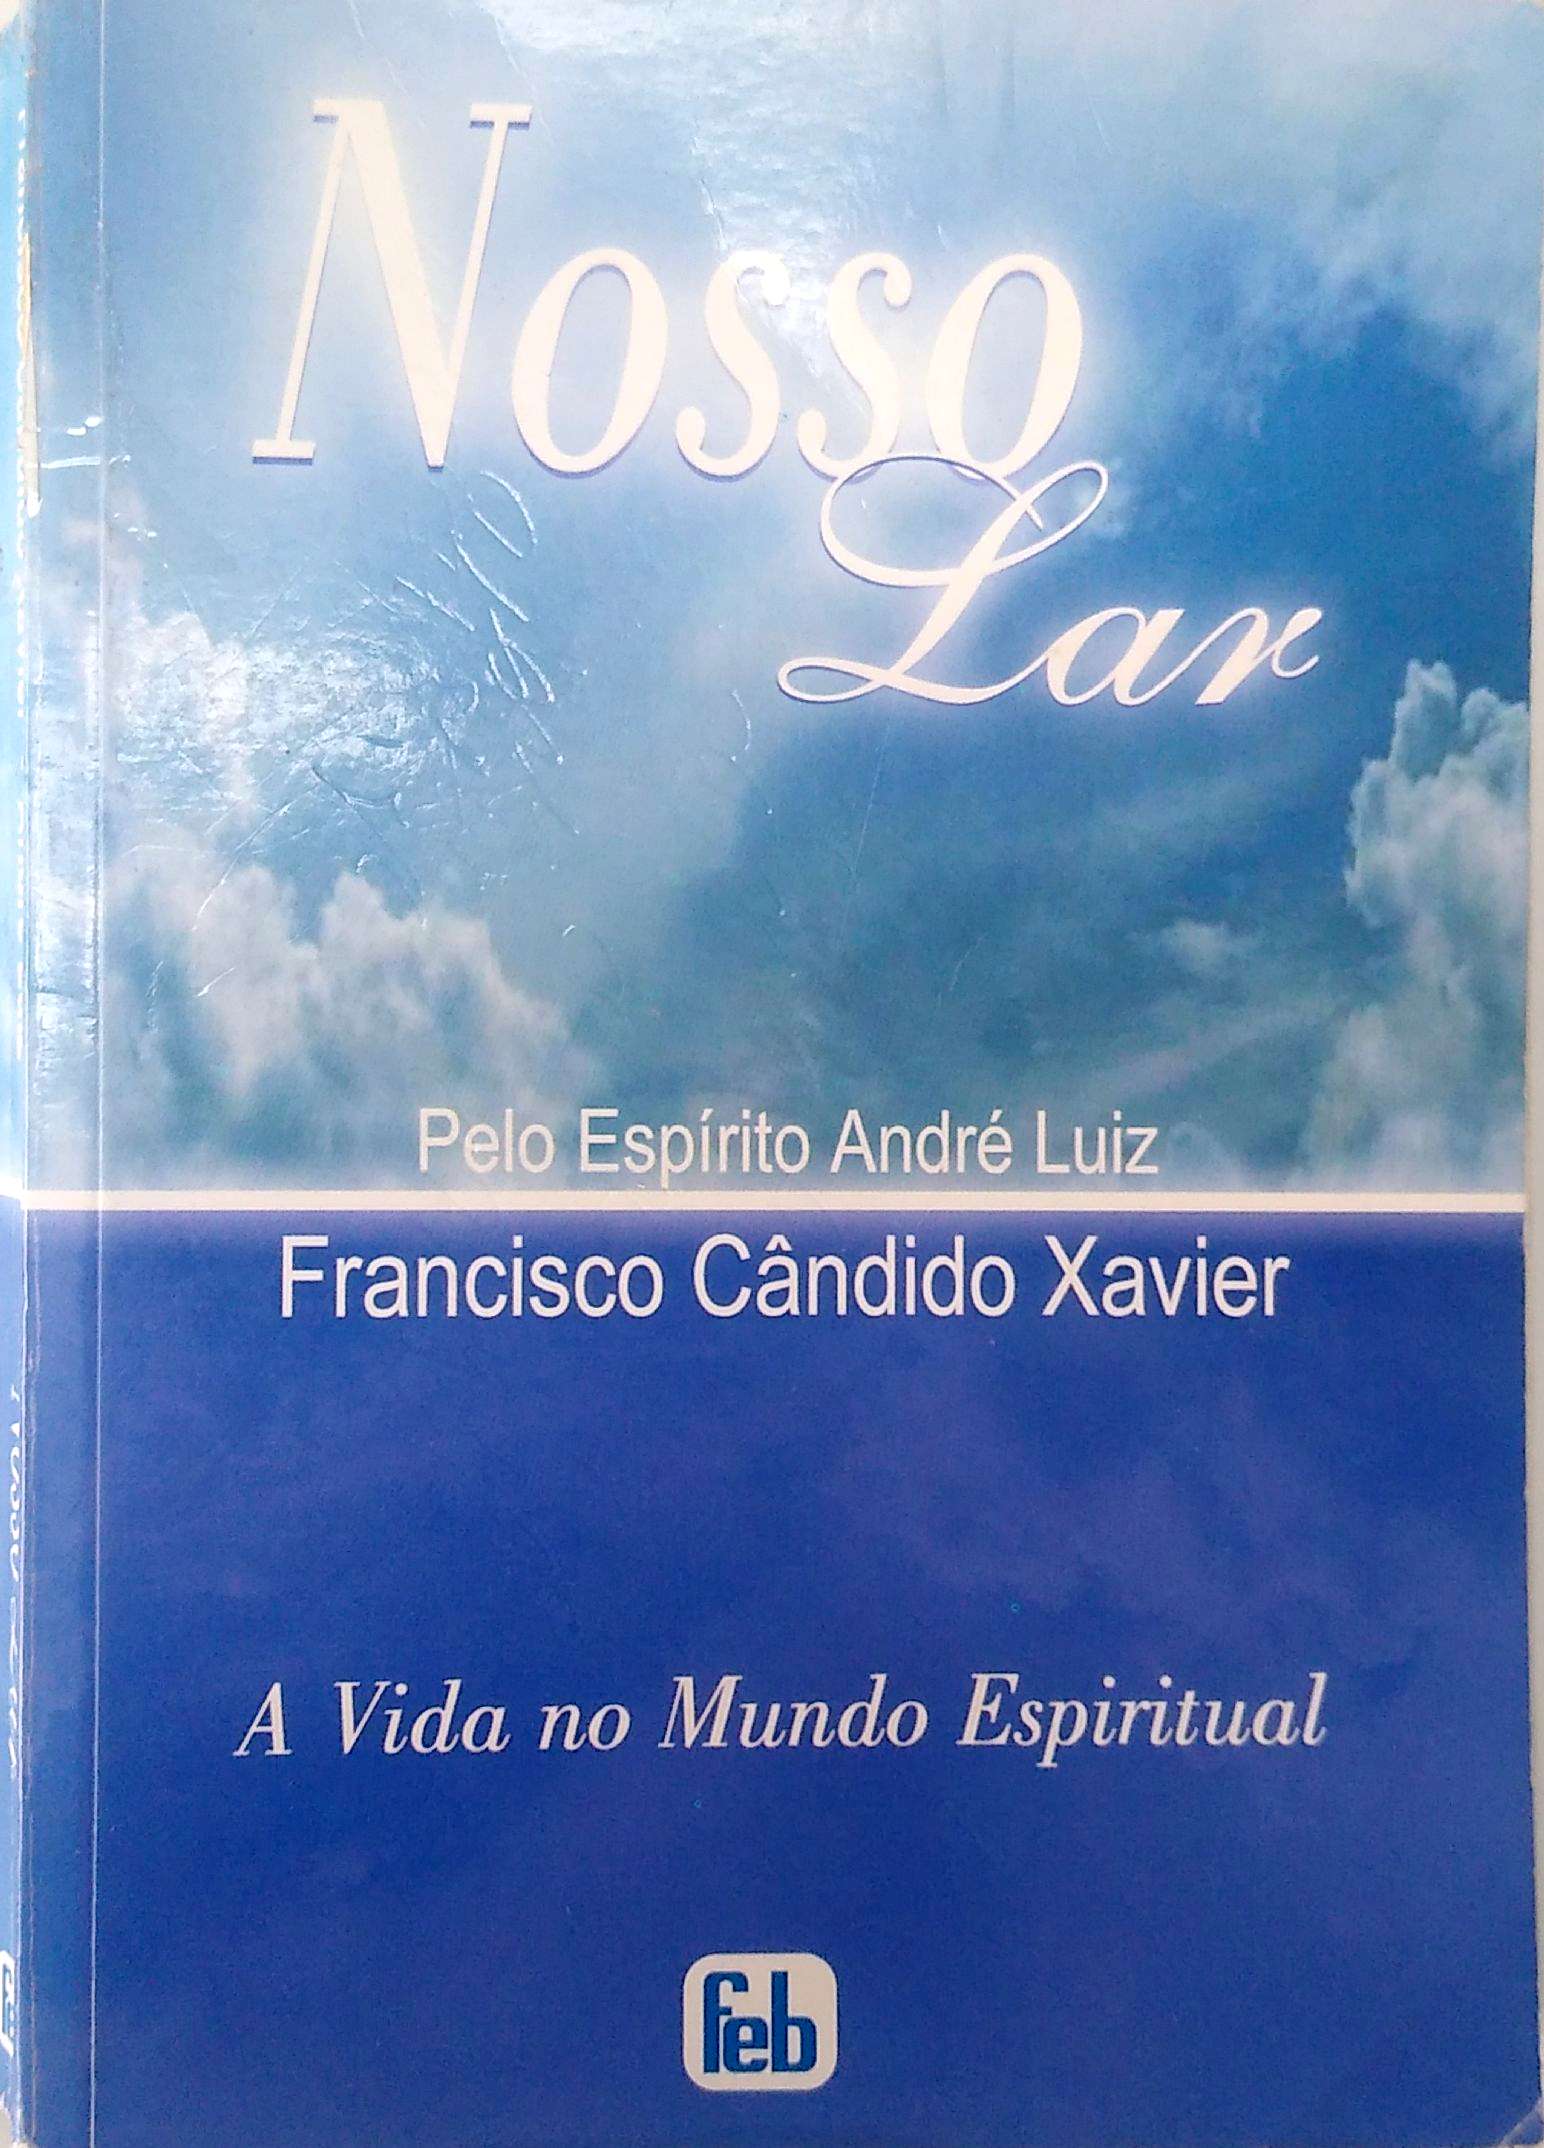 Nosso
Lar
Pelo Espírito André Luiz
Francisco Cândido Xavier
A Vida no Mundo Espiritual
feb